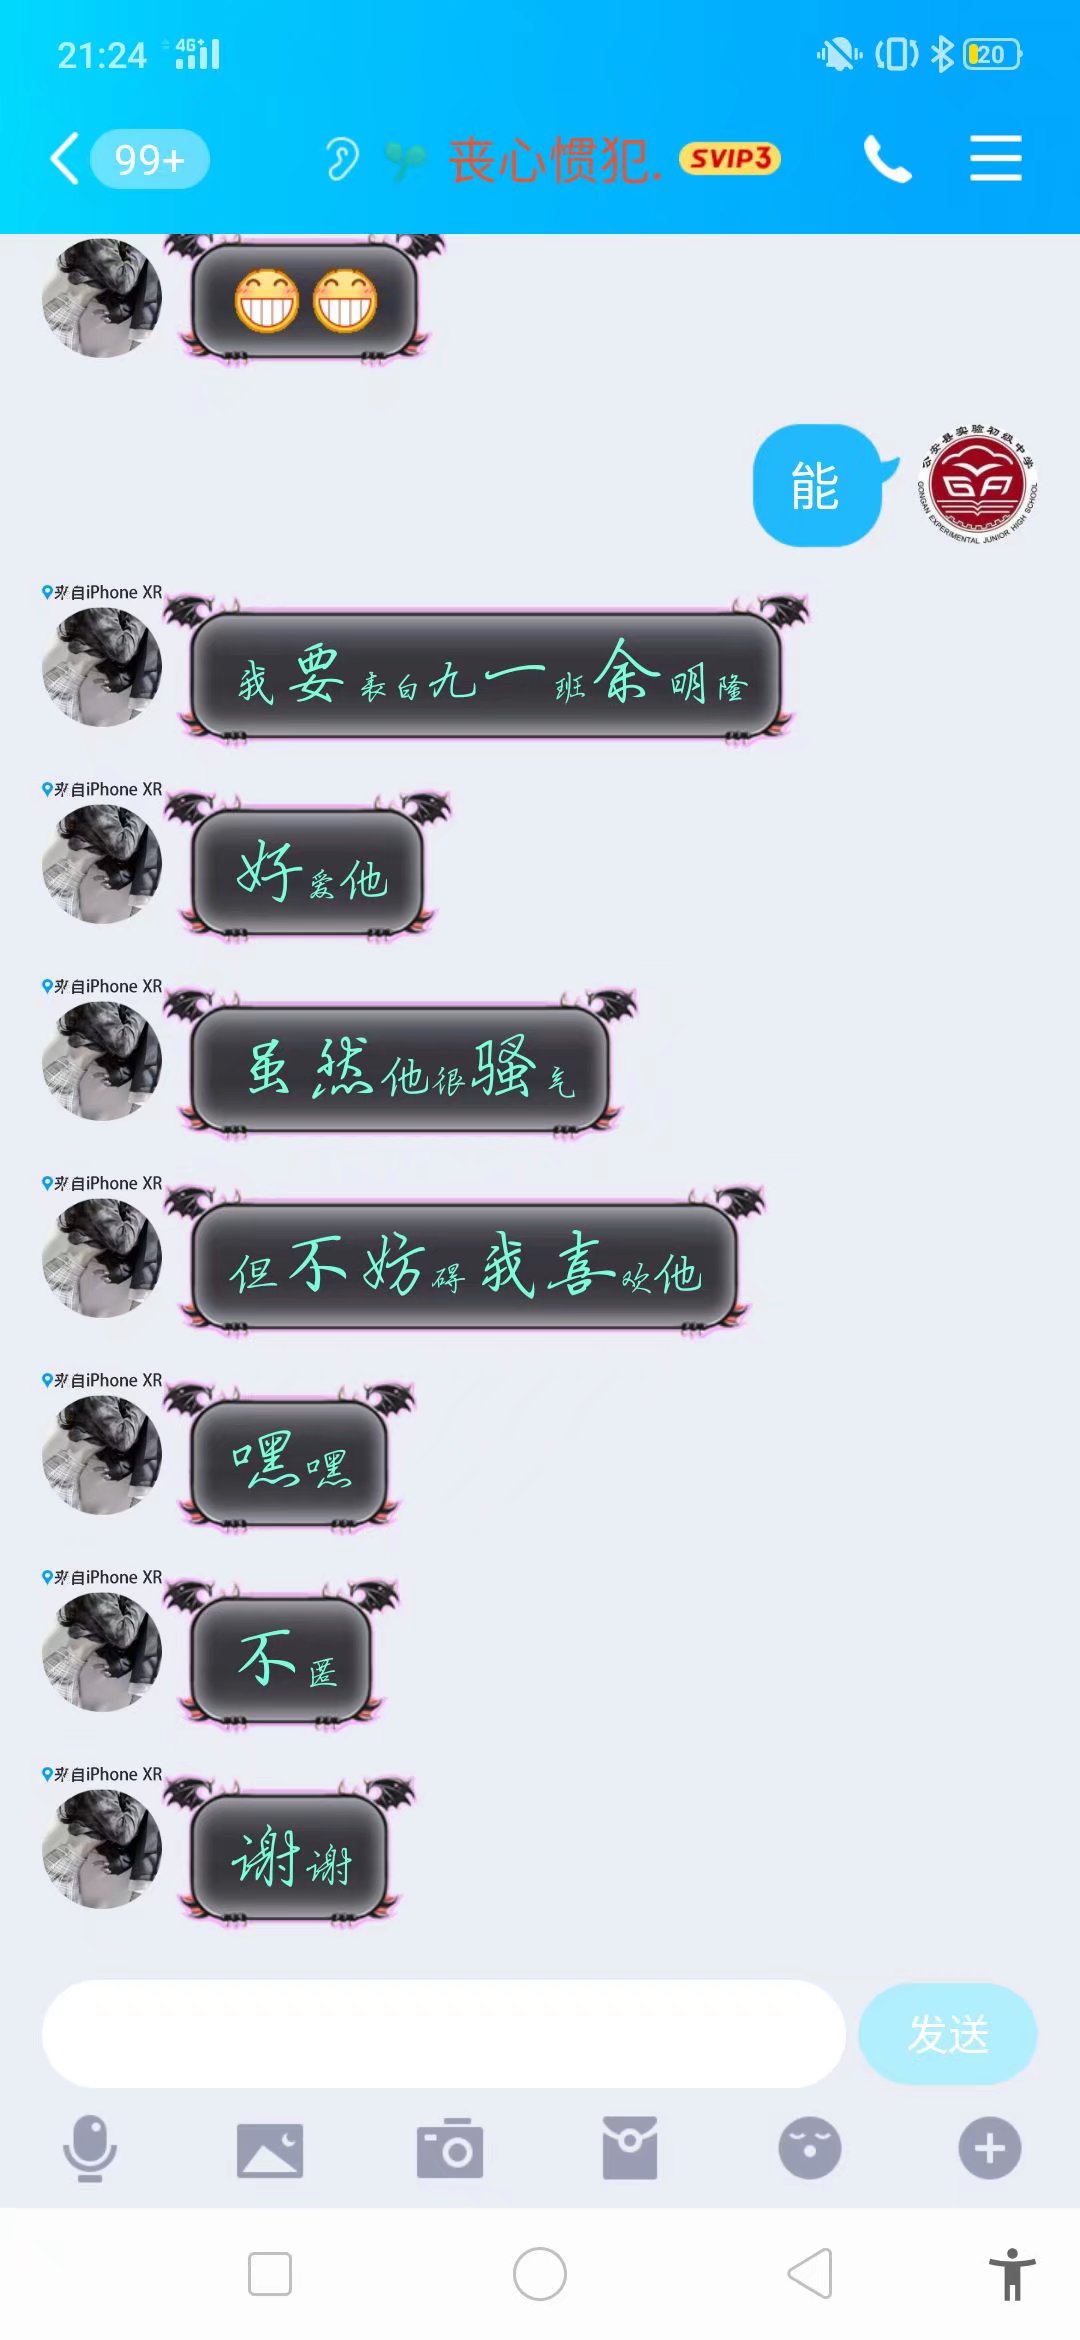 21:24 4G+ 20
99+ 丧心惯犯. SVIP3
能
公安县实验初级中学
GA
GONGAN EXPERIMENTAL JUNIOR HIGH SCHOOL
来自iPhone XR
我要表白九一班余明隆
来自iPhone XR
好爱他
来自iPhone XR
虽然他很骚气
来自iPhone XR
但不妨碍我喜欢他
来自iPhone XR
嘿嘿
来自iPhone XR
不匿
来自iPhone XR
谢谢
发送